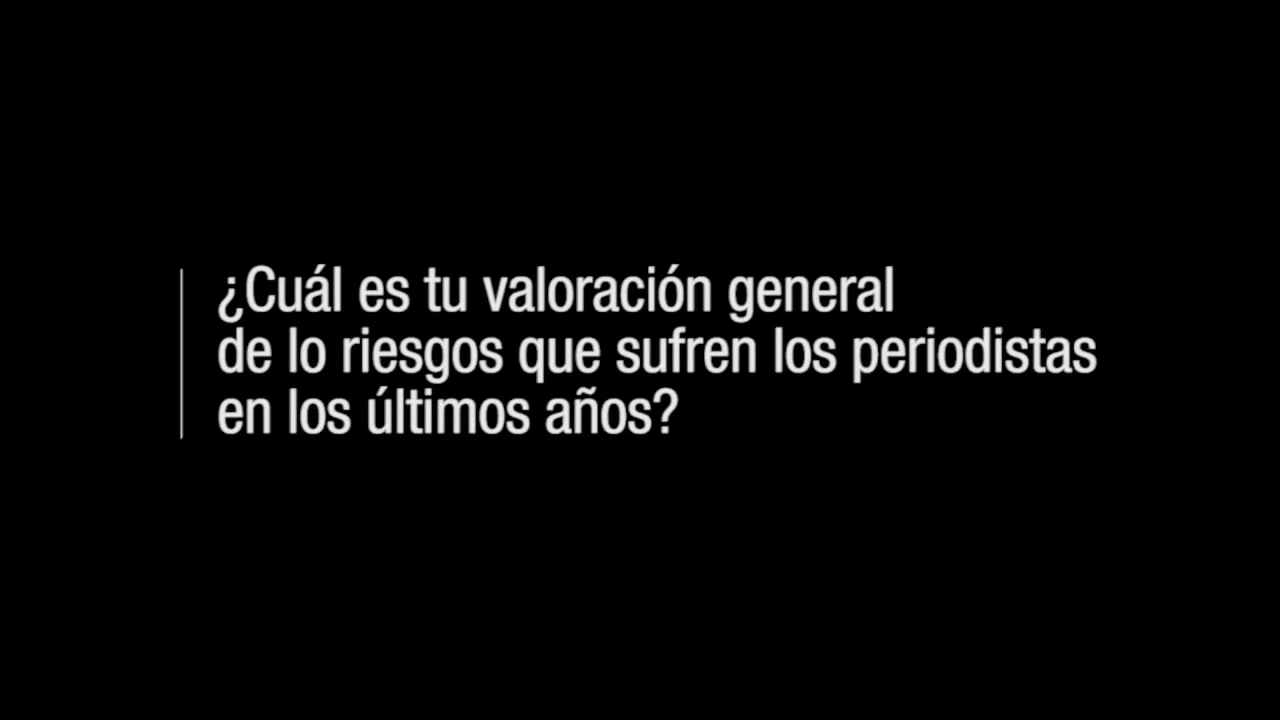 ¿Cuál es tu valoración general
de lo riesgos que sufren los periodistas
en los últimos años?